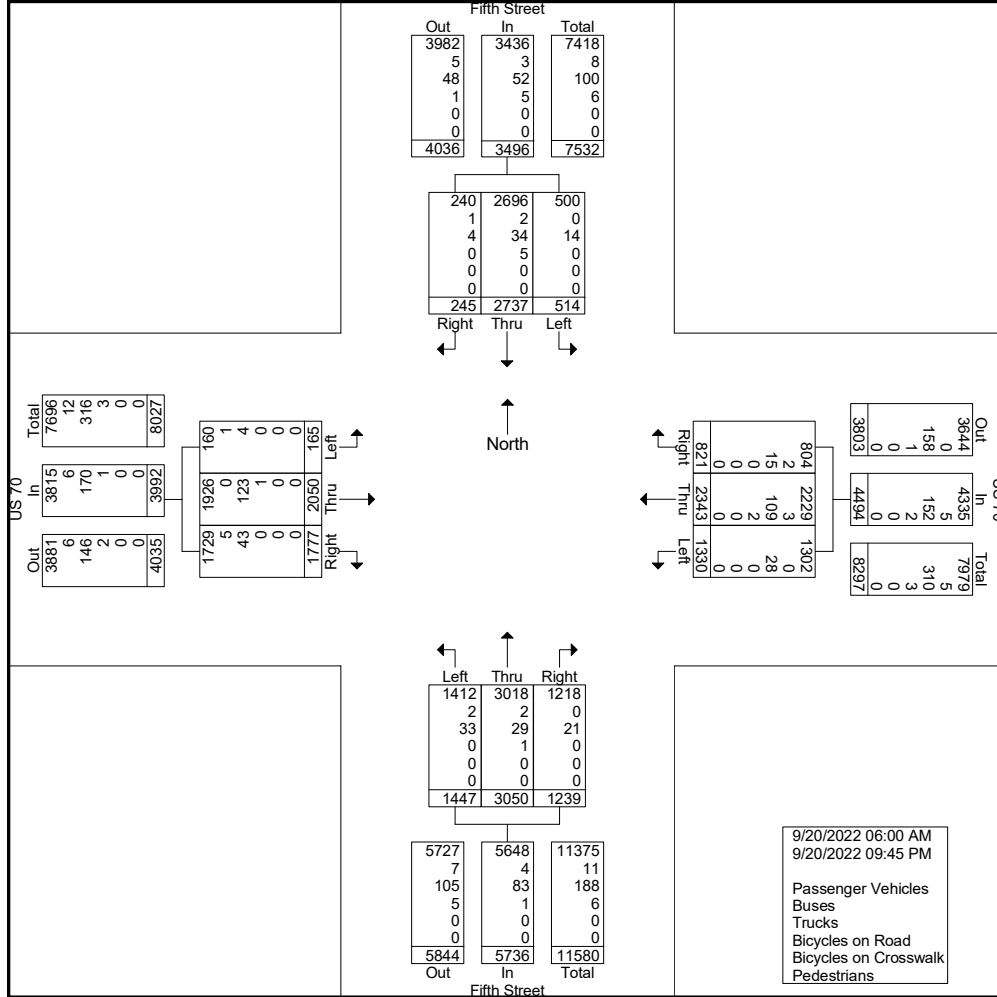 Fifth Street
Out In Total
3982 3436 7418
5 3 8
48 52 100
1 5 6
0 0 0
0 0 0
4036 3496 7532
240 2696 500
1 2 0
4 34 14
0 5 0
0 0 0
0 0 0
245 2737 514
Right Thru Left
North
US 70
Total In Out
7696 3815 3881
12 6 6
316 170 146
3 1 2
0 0 0
0 0 0
8027 3992 4035
160 1926 1729
1 0 5
4 123 43
0 1 0
0 0 0
0 0 0
165 2050 1777
Left Thru Right
Right Thru Left
804 2229 1302
2 3 0
15 109 28
0 2 0
0 0 0
0 0 0
821 2343 1330
US 70
Out In Total
3644 4335 7979
0 5 5
158 152 310
1 2 3
0 0 0
0 0 0
3803 4494 8297
Left Thru Right
1412 3018 1218
2 2 0
33 29 21
0 1 0
0 0 0
0 0 0
1447 3050 1239
5727 5648 11375
7 4 11
105 83 188
5 1 6
0 0 0
0 0 0
5844 5736 11580
Out In Total
Fifth Street
9/20/2022 06:00 AM
9/20/2022 09:45 PM
Passenger Vehicles
Buses
Trucks
Bicycles on Road
Bicycles on Crosswalk
Pedestrians